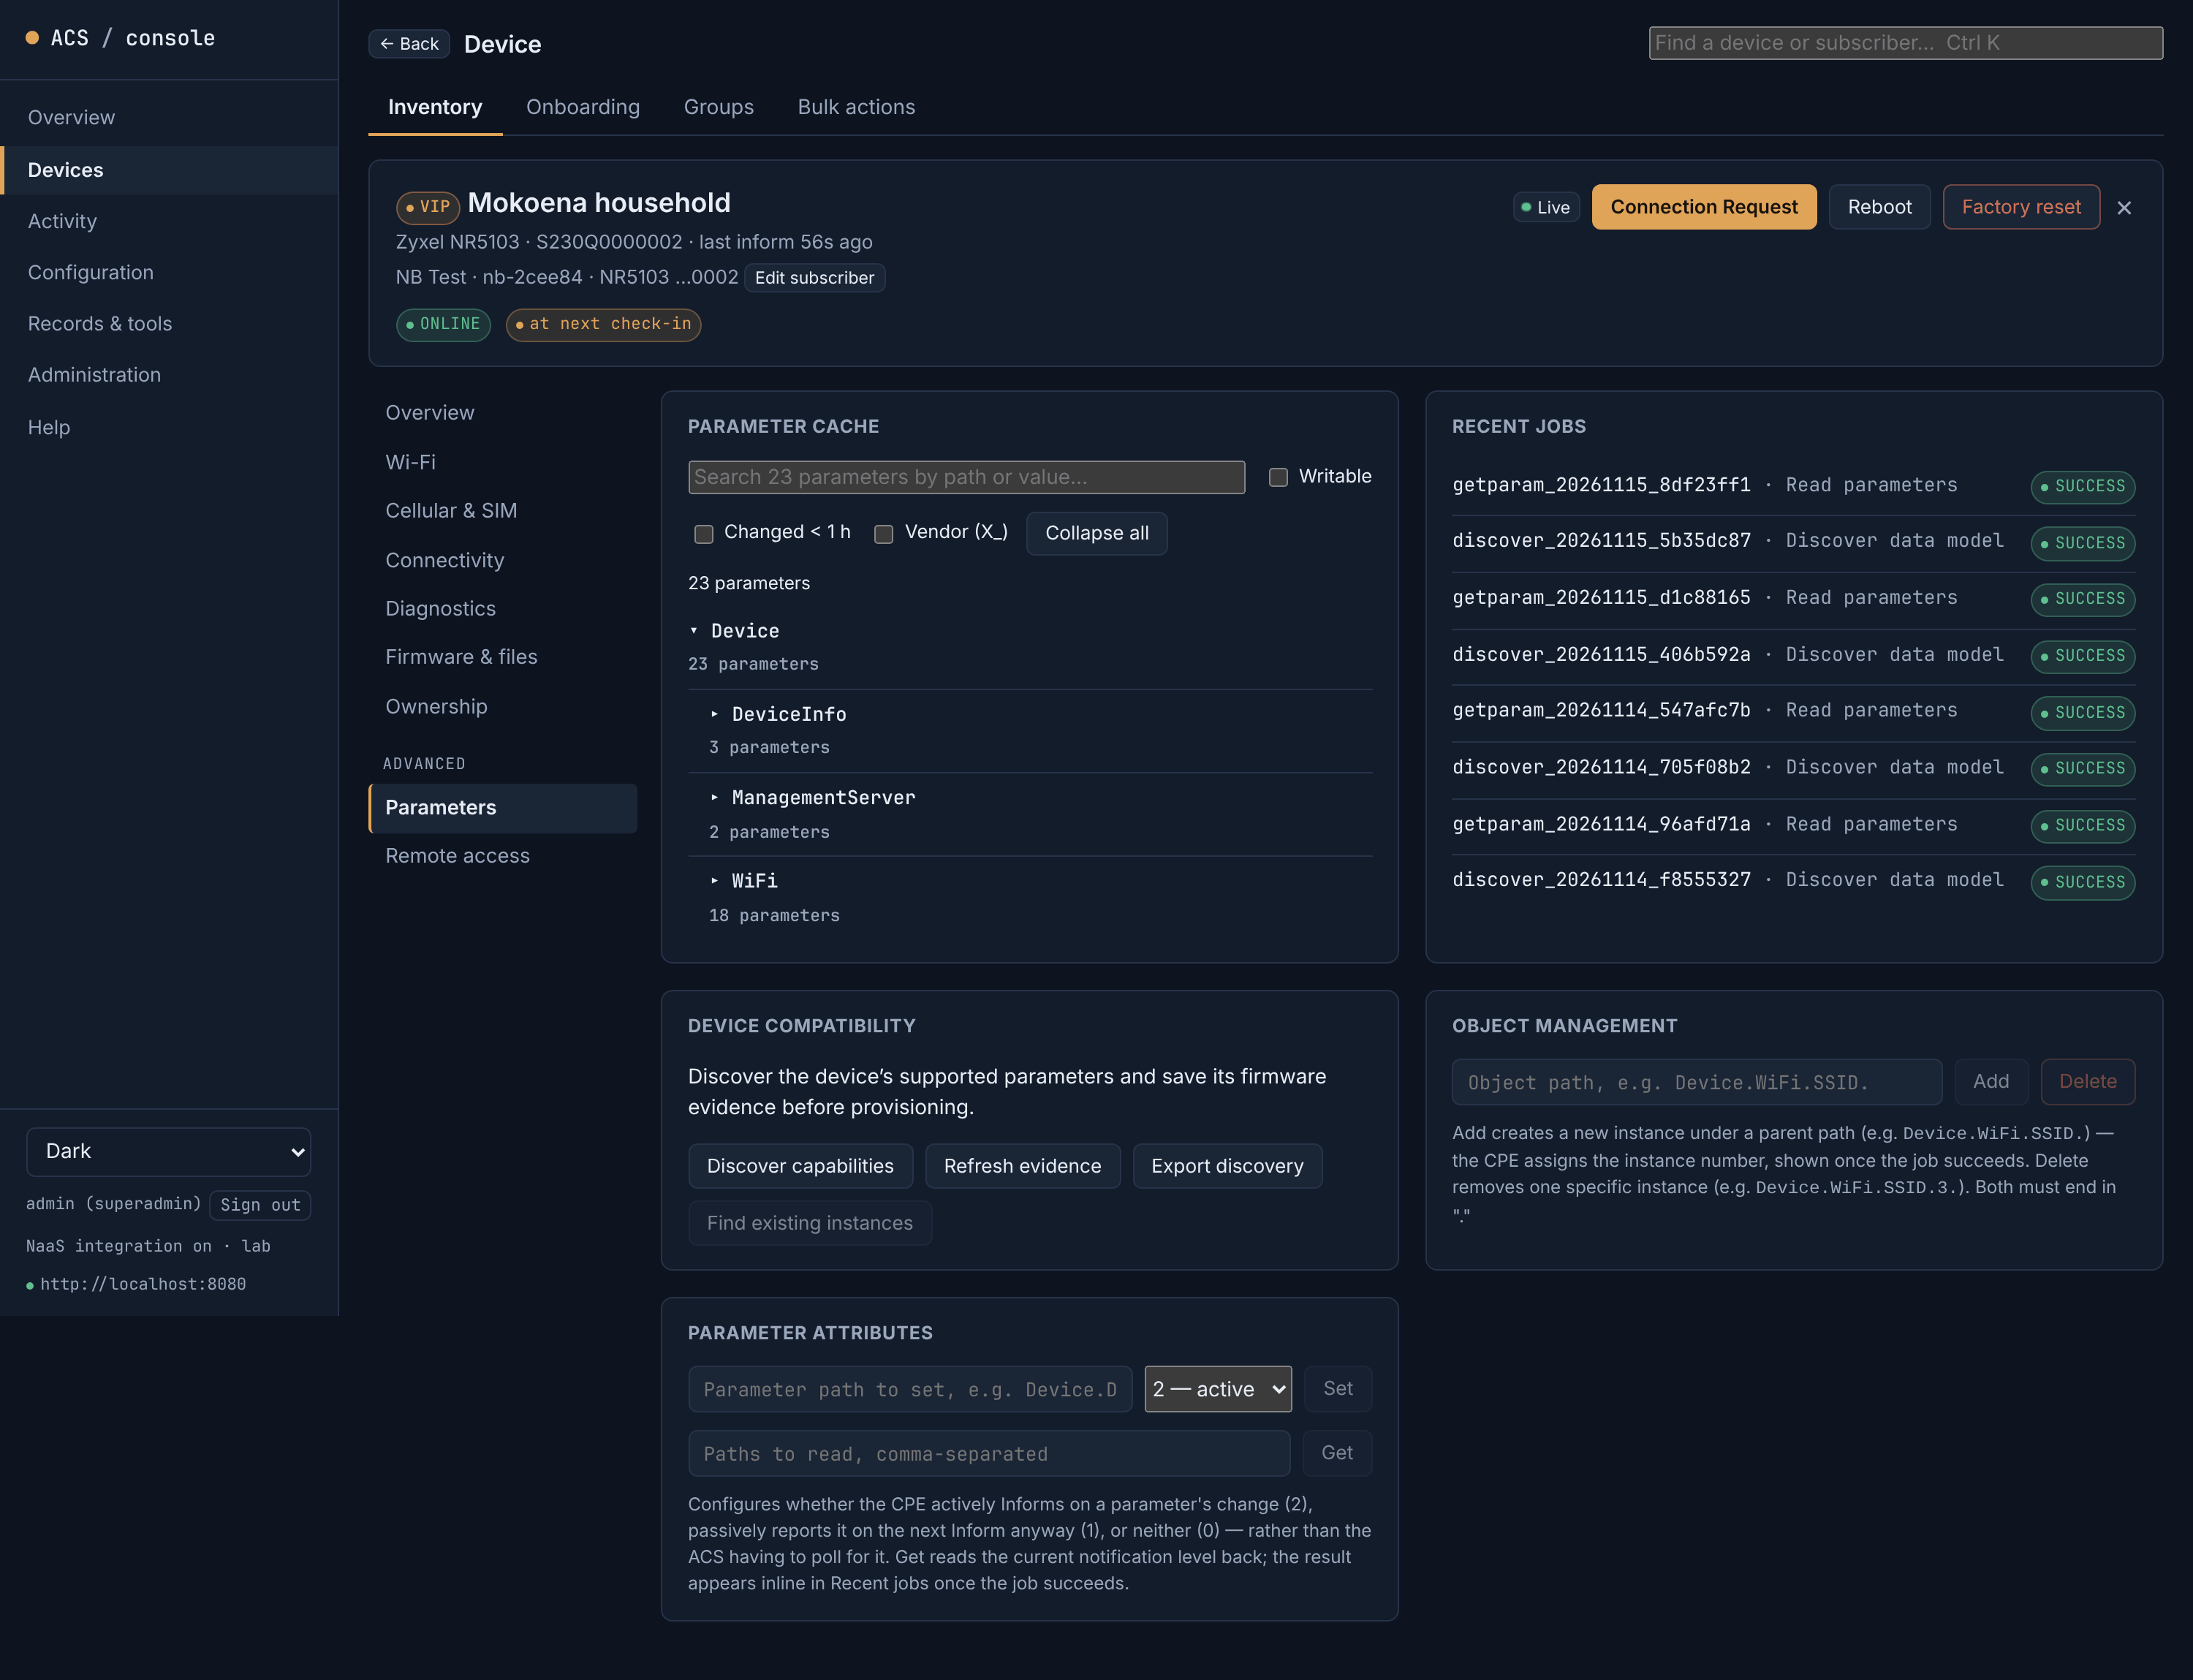 ACS / console
Overview
Devices
Activity
Configuration
Records & tools
Administration
Help
Dark
admin (superadmin) Sign out
NaaS integration on · lab
http://localhost:8080
← Back Device
Find a device or subscriber... Ctrl K
Inventory Onboarding Groups Bulk actions
VIP Mokoena household
Zyxel NR5103 · S230Q0000002 · last inform 56s ago
NB Test · nb-2cee84 · NR5103 …0002 Edit subscriber
ONLINE at next check-in
Live Connection Request Reboot Factory reset ×
Overview
Wi-Fi
Cellular & SIM
Connectivity
Diagnostics
Firmware & files
Ownership
ADVANCED
Parameters
Remote access
PARAMETER CACHE
Search 23 parameters by path or value... Writable
Changed < 1 h Vendor (X_) Collapse all
23 parameters
▾ Device
23 parameters
▸ DeviceInfo
3 parameters
▸ ManagementServer
2 parameters
▸ WiFi
18 parameters
RECENT JOBS
getparam_20261115_8df23ff1 · Read parameters SUCCESS
discover_20261115_5b35dc87 · Discover data model SUCCESS
getparam_20261115_d1c88165 · Read parameters SUCCESS
discover_20261115_406b592a · Discover data model SUCCESS
getparam_20261114_547afc7b · Read parameters SUCCESS
discover_20261114_705f08b2 · Discover data model SUCCESS
getparam_20261114_96afd71a · Read parameters SUCCESS
discover_20261114_f8555327 · Discover data model SUCCESS
DEVICE COMPATIBILITY
Discover the device’s supported parameters and save its firmware
evidence before provisioning.
Discover capabilities Refresh evidence Export discovery
Find existing instances
OBJECT MANAGEMENT
Object path, e.g. Device.WiFi.SSID. Add Delete
Add creates a new instance under a parent path (e.g. Device.WiFi.SSID.) —
the CPE assigns the instance number, shown once the job succeeds. Delete
removes one specific instance (e.g. Device.WiFi.SSID.3.). Both must end in
"."
PARAMETER ATTRIBUTES
Parameter path to set, e.g. Device.D 2 — active Set
Paths to read, comma-separated Get
Configures whether the CPE actively Informs on a parameter's change (2),
passively reports it on the next Inform anyway (1), or neither (0) — rather than the
ACS having to poll for it. Get reads the current notification level back; the result
appears inline in Recent jobs once the job succeeds.